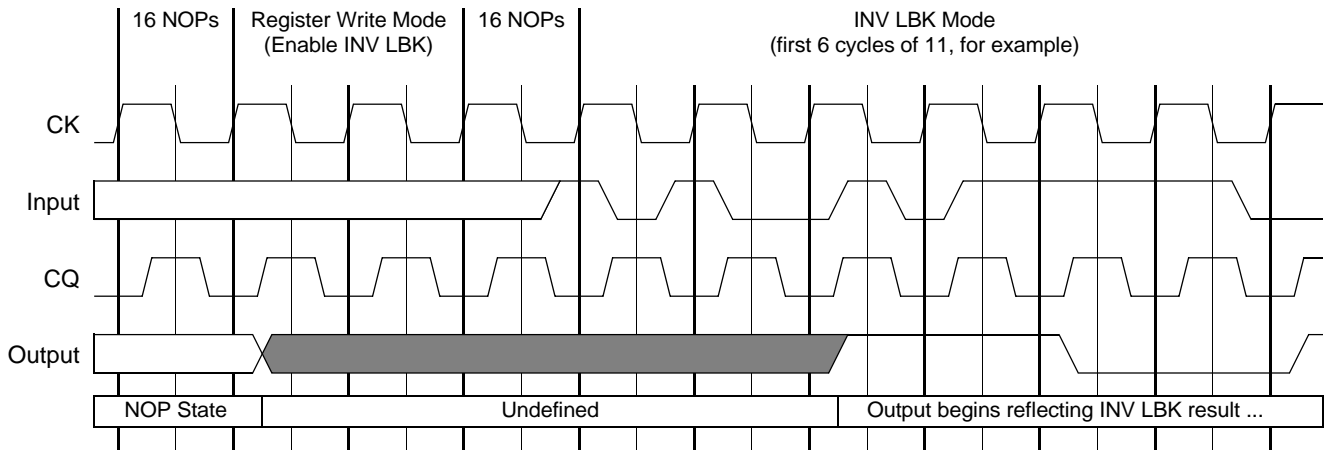 16 NOPs
Register Write Mode
(Enable INV LBK)
16 NOPs
INV LBK Mode
(first 6 cycles of 11, for example)
CK
Input
CQ
Output
NOP State
Undefined
Output begins reflecting INV LBK result ...